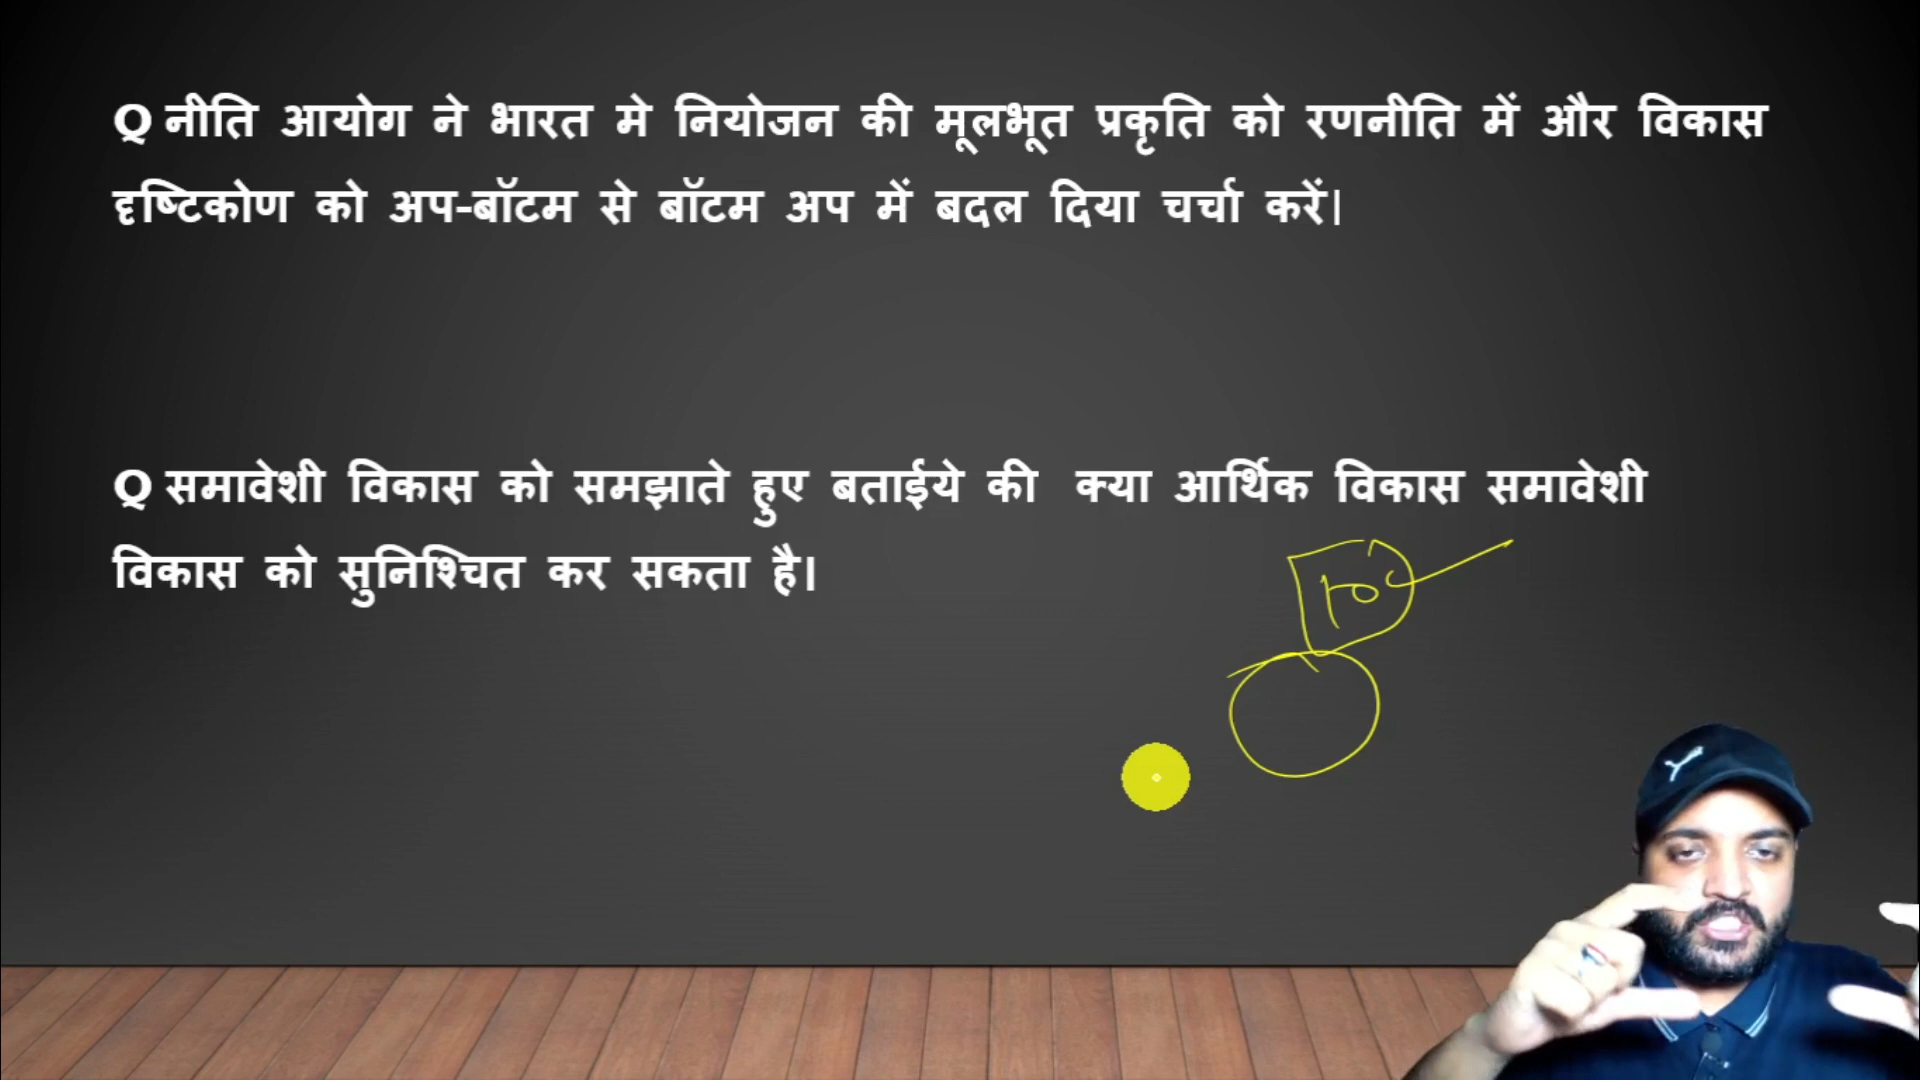 Q नीति आयोग ने भारत मे नियोजन की मूलभूत प्रकृति को रणनीति में और विकास
दृष्टिकोण को अप-बॉटम से बॉटम अप में बदल दिया चर्चा करें|
Q समावेशी विकास को समझाते हुए बताईये की क्या आर्थिक विकास समावेशी
विकास को सुनिश्चित कर सकता है।